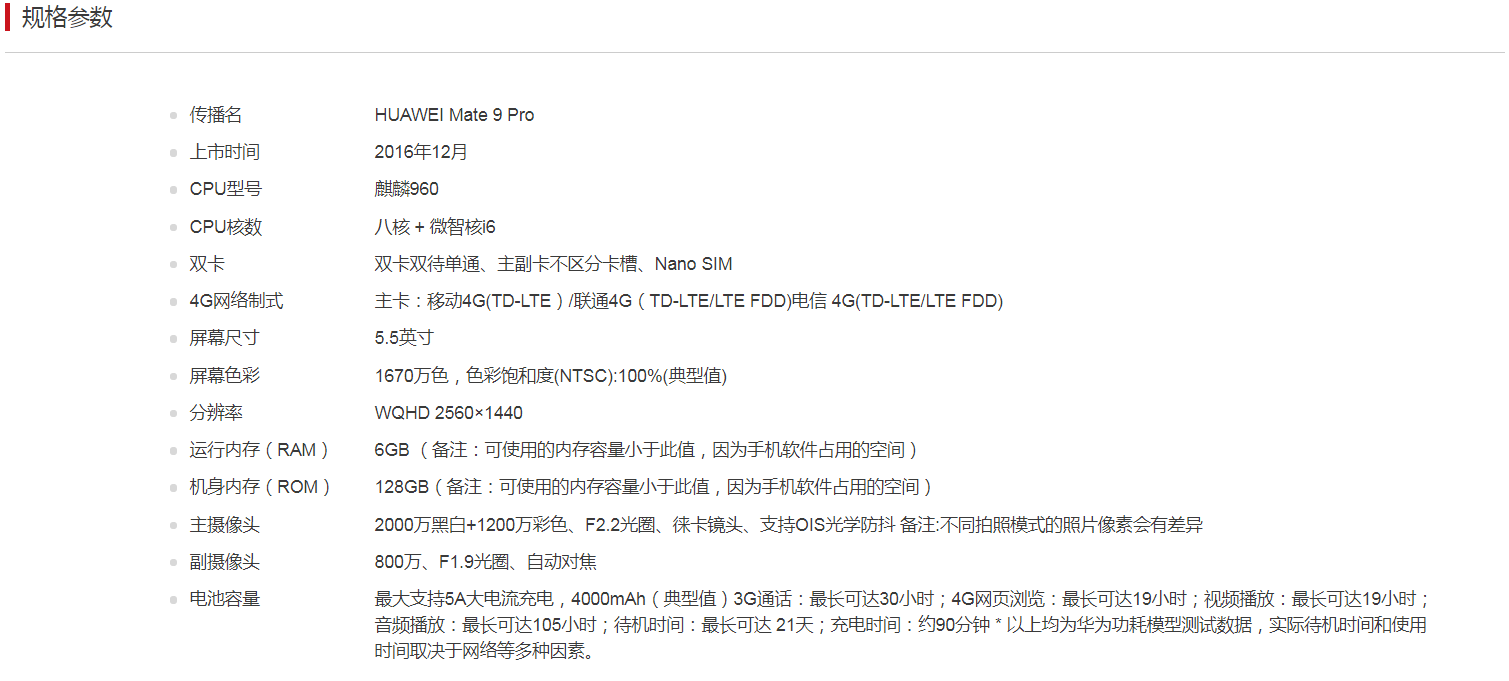 规格参数
传播名 HUAWEI Mate 9 Pro
上市时间 2016年12月
CPU型号 麒麟960
CPU核数 八核 + 微智核i6
双卡 双卡双待单通、主副卡不区分卡槽、Nano SIM
4G网络制式 主卡：移动4G(TD-LTE）/联通4G（TD-LTE/LTE FDD)电信 4G(TD-LTE/LTE FDD)
屏幕尺寸 5.5英寸
屏幕色彩 1670万色，色彩饱和度(NTSC):100%(典型值)
分辨率 WQHD 2560×1440
运行内存（RAM） 6GB （备注：可使用的内存容量小于此值，因为手机软件占用的空间）
机身内存（ROM） 128GB（备注：可使用的内存容量小于此值，因为手机软件占用的空间）
主摄像头 2000万黑白+1200万彩色、F2.2光圈、徕卡镜头、支持OIS光学防抖 备注:不同拍照模式的照片像素会有差异
副摄像头 800万、F1.9光圈、自动对焦
电池容量 最大支持5A大电流充电，4000mAh（典型值）3G通话：最长可达30小时；4G网页浏览：最长可达19小时；视频播放：最长可达19小时；
音频播放：最长可达105小时；待机时间：最长可达 21天；充电时间：约90分钟 * 以上均为华为功耗模型测试数据，实际待机时间和使用
时间取决于网络等多种因素。